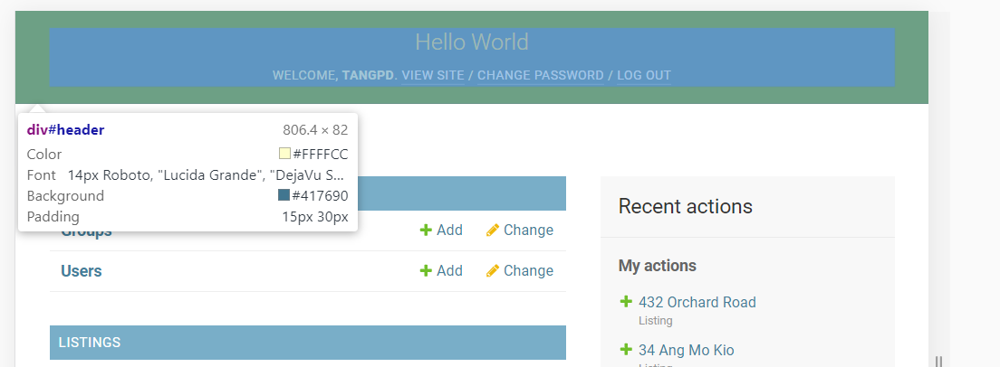 Hello World
WELCOME, TANGPD. VIEW SITE / CHANGE PASSWORD / LOG OUT
div#header 806.4 × 82
Color #FFFFCC
Font 14px Roboto, "Lucida Grande", "DejaVu S...
Background #417690
Padding 15px 30px
Groups Add Change
Users Add Change
LISTINGS
Recent actions
My actions
432 Orchard Road
Listing
34 Ang Mo Kio
Listing